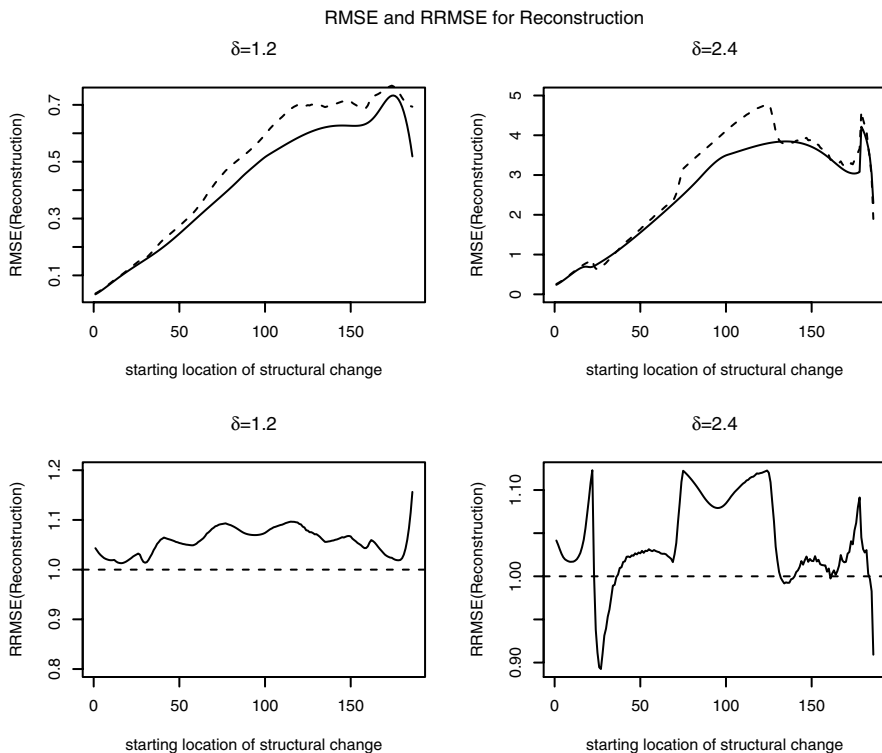 RMSE and RRMSE for Reconstruction
δ=1.2
RMSE(Reconstruction)
0.1 0.3 0.5 0.7
0 50 100 150
starting location of structural change
δ=2.4
RMSE(Reconstruction)
0 1 2 3 4 5
0 50 100 150
starting location of structural change
δ=1.2
RRMSE(Reconstruction)
0.8 0.9 1.0 1.1 1.2
0 50 100 150
starting location of structural change
δ=2.4
RRMSE(Reconstruction)
0.90 1.00 1.10
0 50 100 150
starting location of structural change